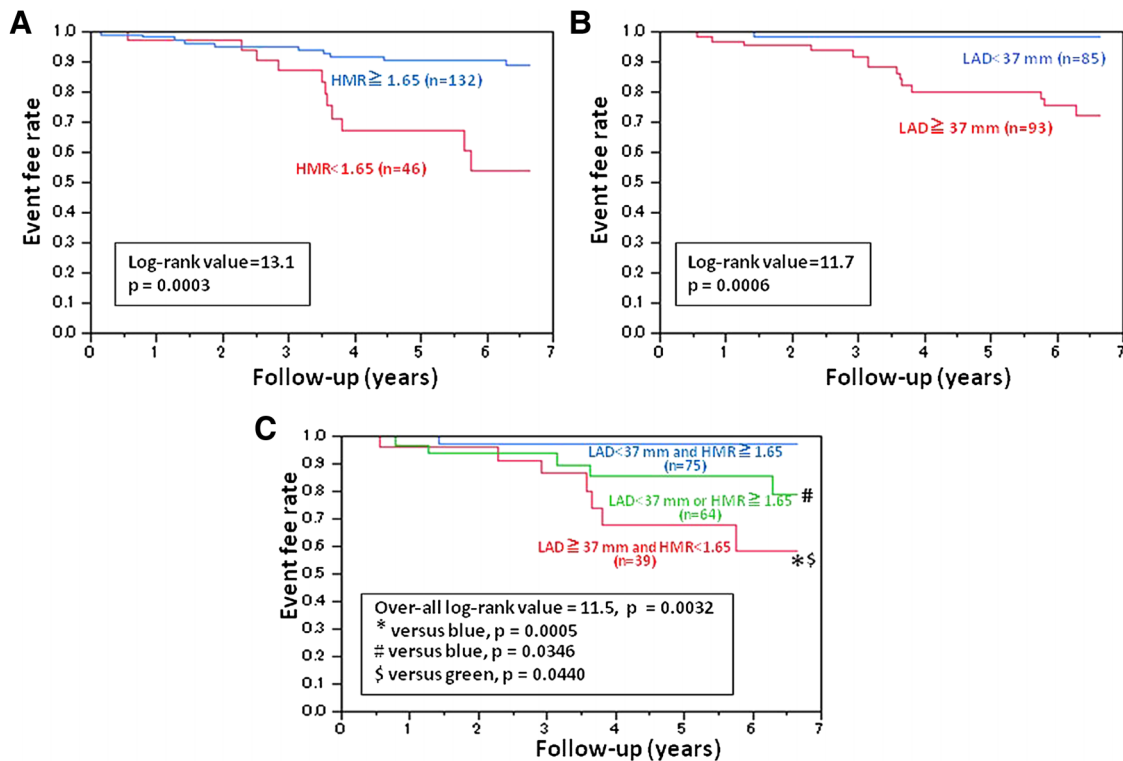 A
1.0
0.9
0.8
0.7
0.6
0.5
0.4
0.3
0.2
0.1
0.0
Event fee rate
HMR≧ 1.65 (n=132)
HMR<1.65 (n=46)
Log-rank value=13.1
p = 0.0003
0 1 2 3 4 5 6 7
Follow-up (years)
B
1.0
0.9
0.8
0.7
0.6
0.5
0.4
0.3
0.2
0.1
0.0
Event fee rate
LAD<37 mm (n=85)
LAD≧ 37 mm (n=93)
Log-rank value=11.7
p = 0.0006
0 1 2 3 4 5 6 7
Follow-up (years)
C
1.0
0.9
0.8
0.7
0.6
0.5
0.4
0.3
0.2
0.1
0.0
Event fee rate
LAD<37 mm and HMR≧ 1.65
(n=75)
LAD<37 mm or HMR≧ 1.65
(n=64)
#
LAD≧ 37 mm and HMR<1.65
(n=39)
*$
Over-all log-rank value = 11.5, p = 0.0032
* versus blue, p = 0.0005
# versus blue, p = 0.0346
$ versus green, p = 0.0440
0 1 2 3 4 5 6 7
Follow-up (years)